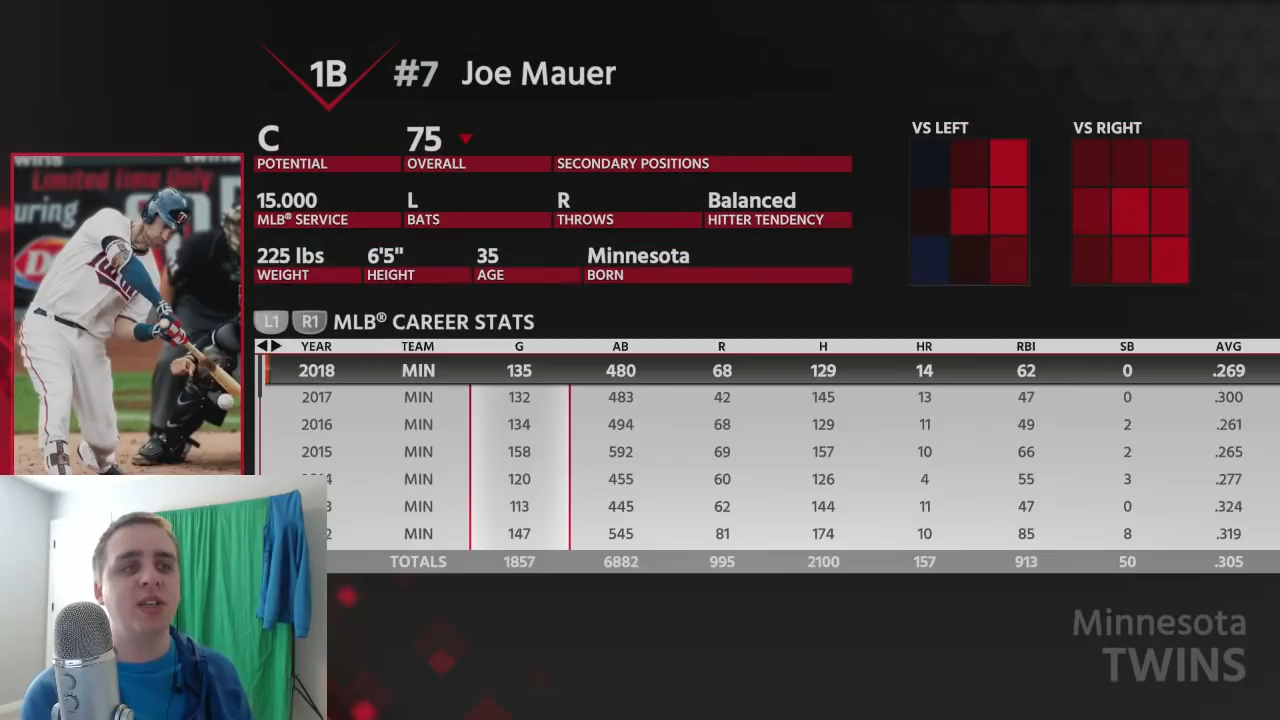 1B #7 Joe Mauer
C 75
POTENTIAL OVERALL SECONDARY POSITIONS
15.000 L R Balanced
MLB® SERVICE BATS THROWS HITTER TENDENCY
225 lbs 6'5" 35 Minnesota
WEIGHT HEIGHT AGE BORN
VS LEFT VS RIGHT
Limited Time Only
L1 R1 MLB® CAREER STATS
YEAR TEAM G AB R H HR RBI SB AVG
2018 MIN 135 480 68 129 14 62 0 .269
2017 MIN 132 483 42 145 13 47 0 .300
2016 MIN 134 494 68 129 11 49 2 .261
2015 MIN 158 592 69 157 10 66 2 .265
MIN 120 455 60 126 4 55 3 .277
MIN 113 445 62 144 11 47 0 .324
MIN 147 545 81 174 10 85 8 .319
TOTALS 1857 6882 995 2100 157 913 50 .305
Minnesota
TWINS